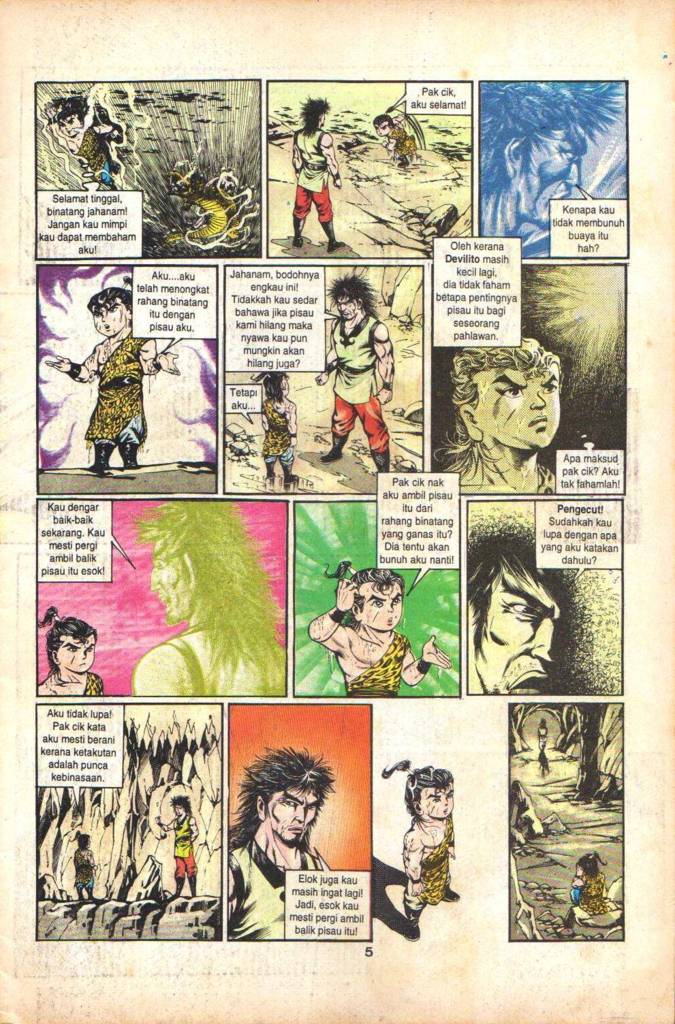 Selamat tinggal,
binatang jahanam!
Jangan kau mimpi
kau dapat membaham
aku!
Pak cik,
aku selamat!
Kenapa kau
tidak membunuh
buaya itu
hah?
Aku....aku
telah menongkat
rahang binatang
itu dengan
pisau aku.
Jahanam, bodohnya
engkau ini!
Tidakkah kau sedar
bahawa jika pisau
kami hilang maka
nyawa kau pun
mungkin akan
hilang juga?
Tetapi
aku...
Oleh kerana
Devilito masih
kecil lagi,
dia tidak faham
betapa pentingnya
pisau itu bagi
seseorang
pahlawan.
Apa maksud
pak cik? Aku
tak fahamlah!
Kau dengar
baik-baik
sekarang. Kau
mesti pergi
ambil balik
pisau itu esok!
Pak cik nak
aku ambil pisau
itu dari
rahang binatang
yang ganas itu?
Dia tentu akan
bunuh aku nanti!
Pengecut!
Sudahkah kau
lupa dengan apa
yang aku katakan
dahulu?
Aku tidak lupa!
Pak cik kata
aku mesti berani
kerana ketakutan
adalah punca
kebinasaan.
Elok juga kau
masih ingat lagi!
Jadi, esok kau
mesti pergi ambil
balik pisau itu!
5